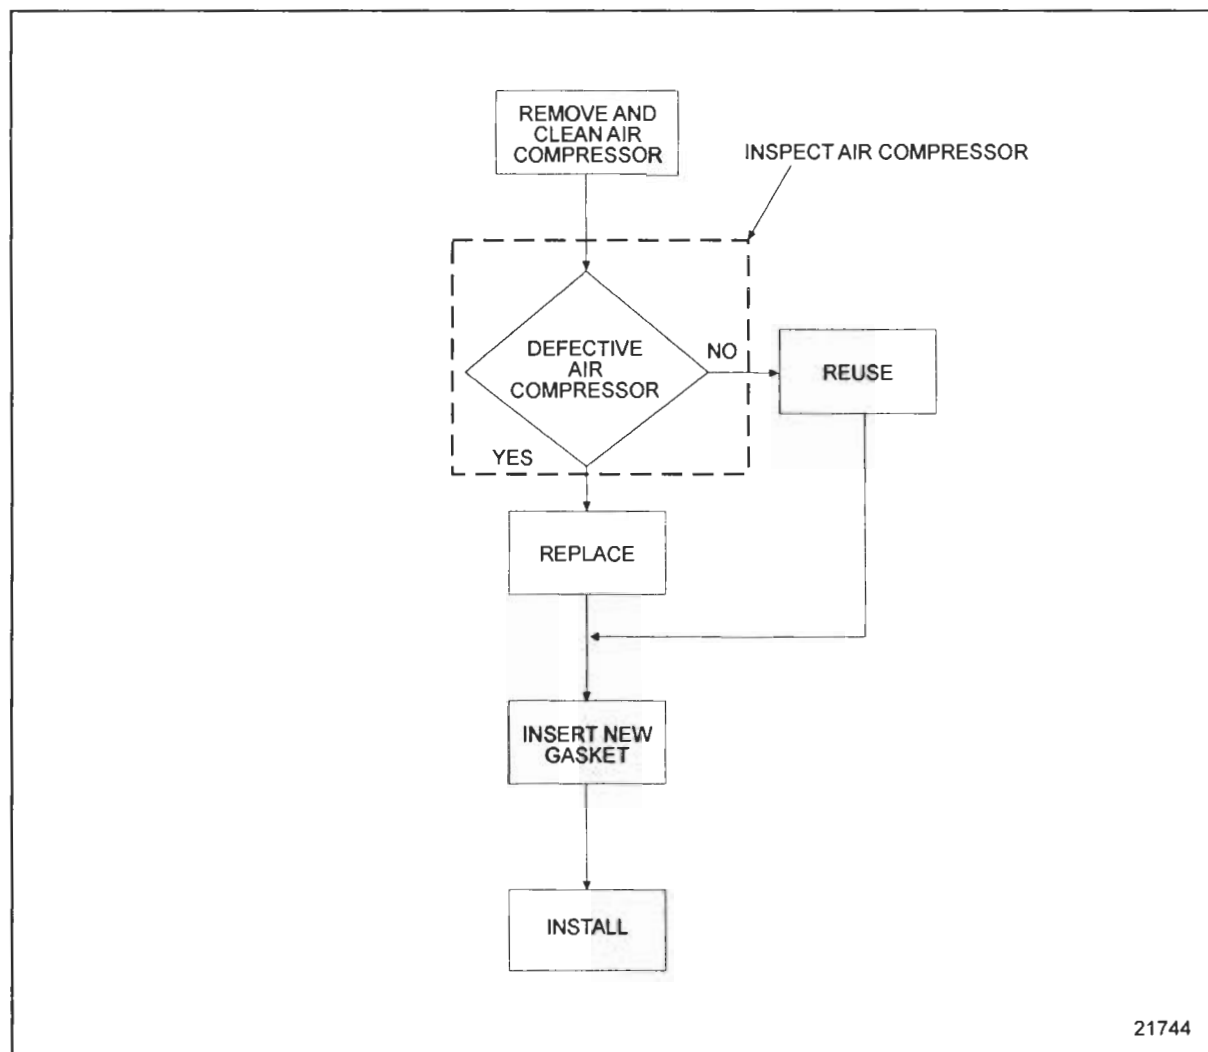 REMOVE AND
CLEAN AIR
COMPRESSOR
INSPECT AIR COMPRESSOR
DEFECTIVE
AIR
COMPRESSOR
NO
REUSE
YES
REPLACE
INSERT NEW
GASKET
INSTALL
21744